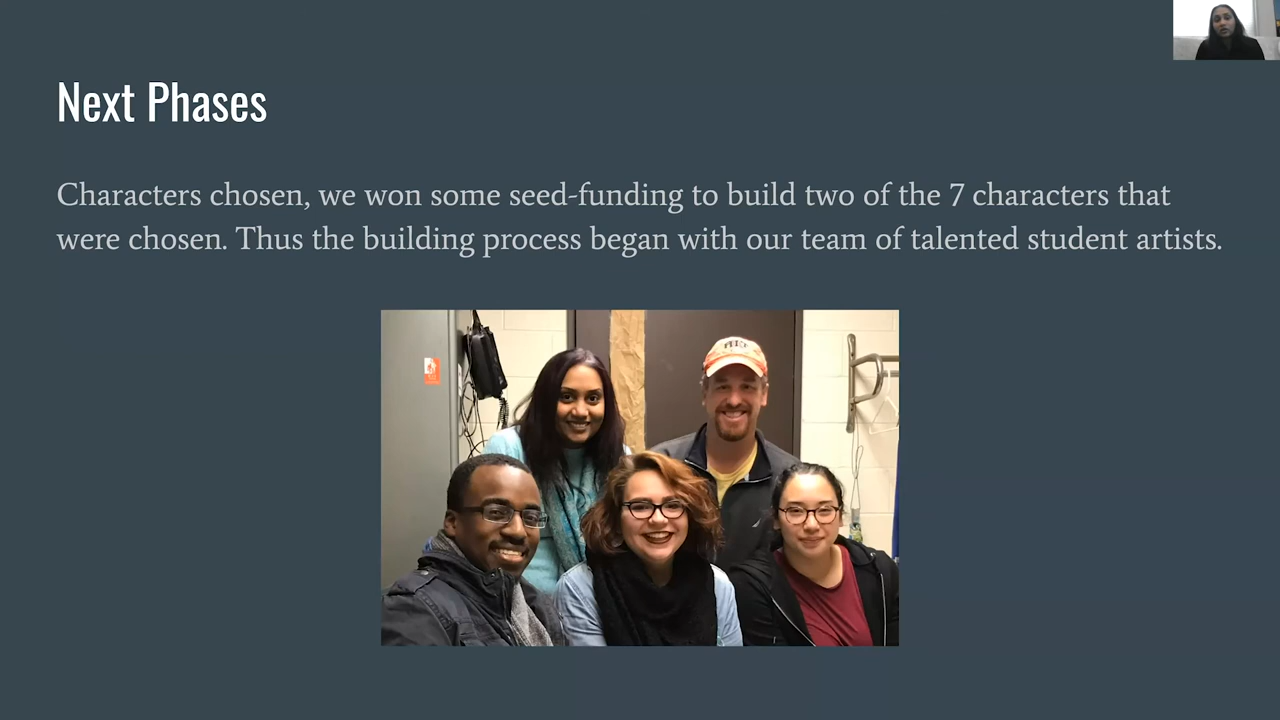 Next Phases
Characters chosen, we won some seed-funding to build two of the 7 characters that
were chosen. Thus the building process began with our team of talented student artists.